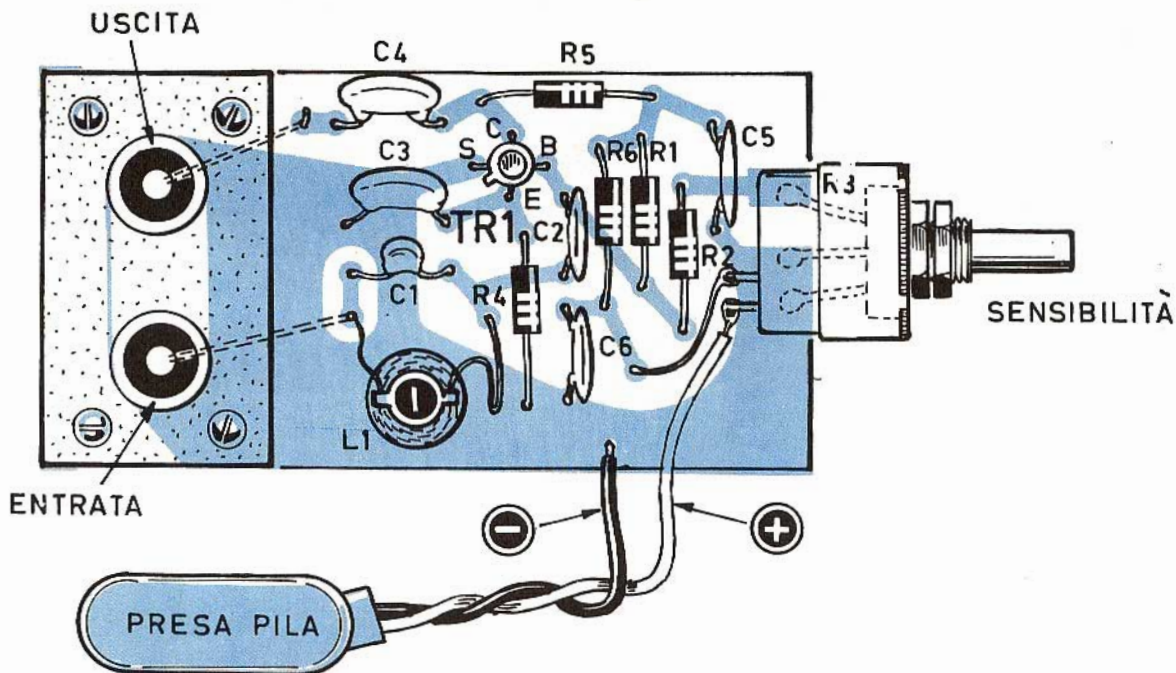 USCITA
C4
R5
C
S
B
E
C3
TR1
C2
R6
R1
C5
R3
R2
C1
R4
C6
L1
SENSIBILITÀ
ENTRATA
-
+
PRESA PILA